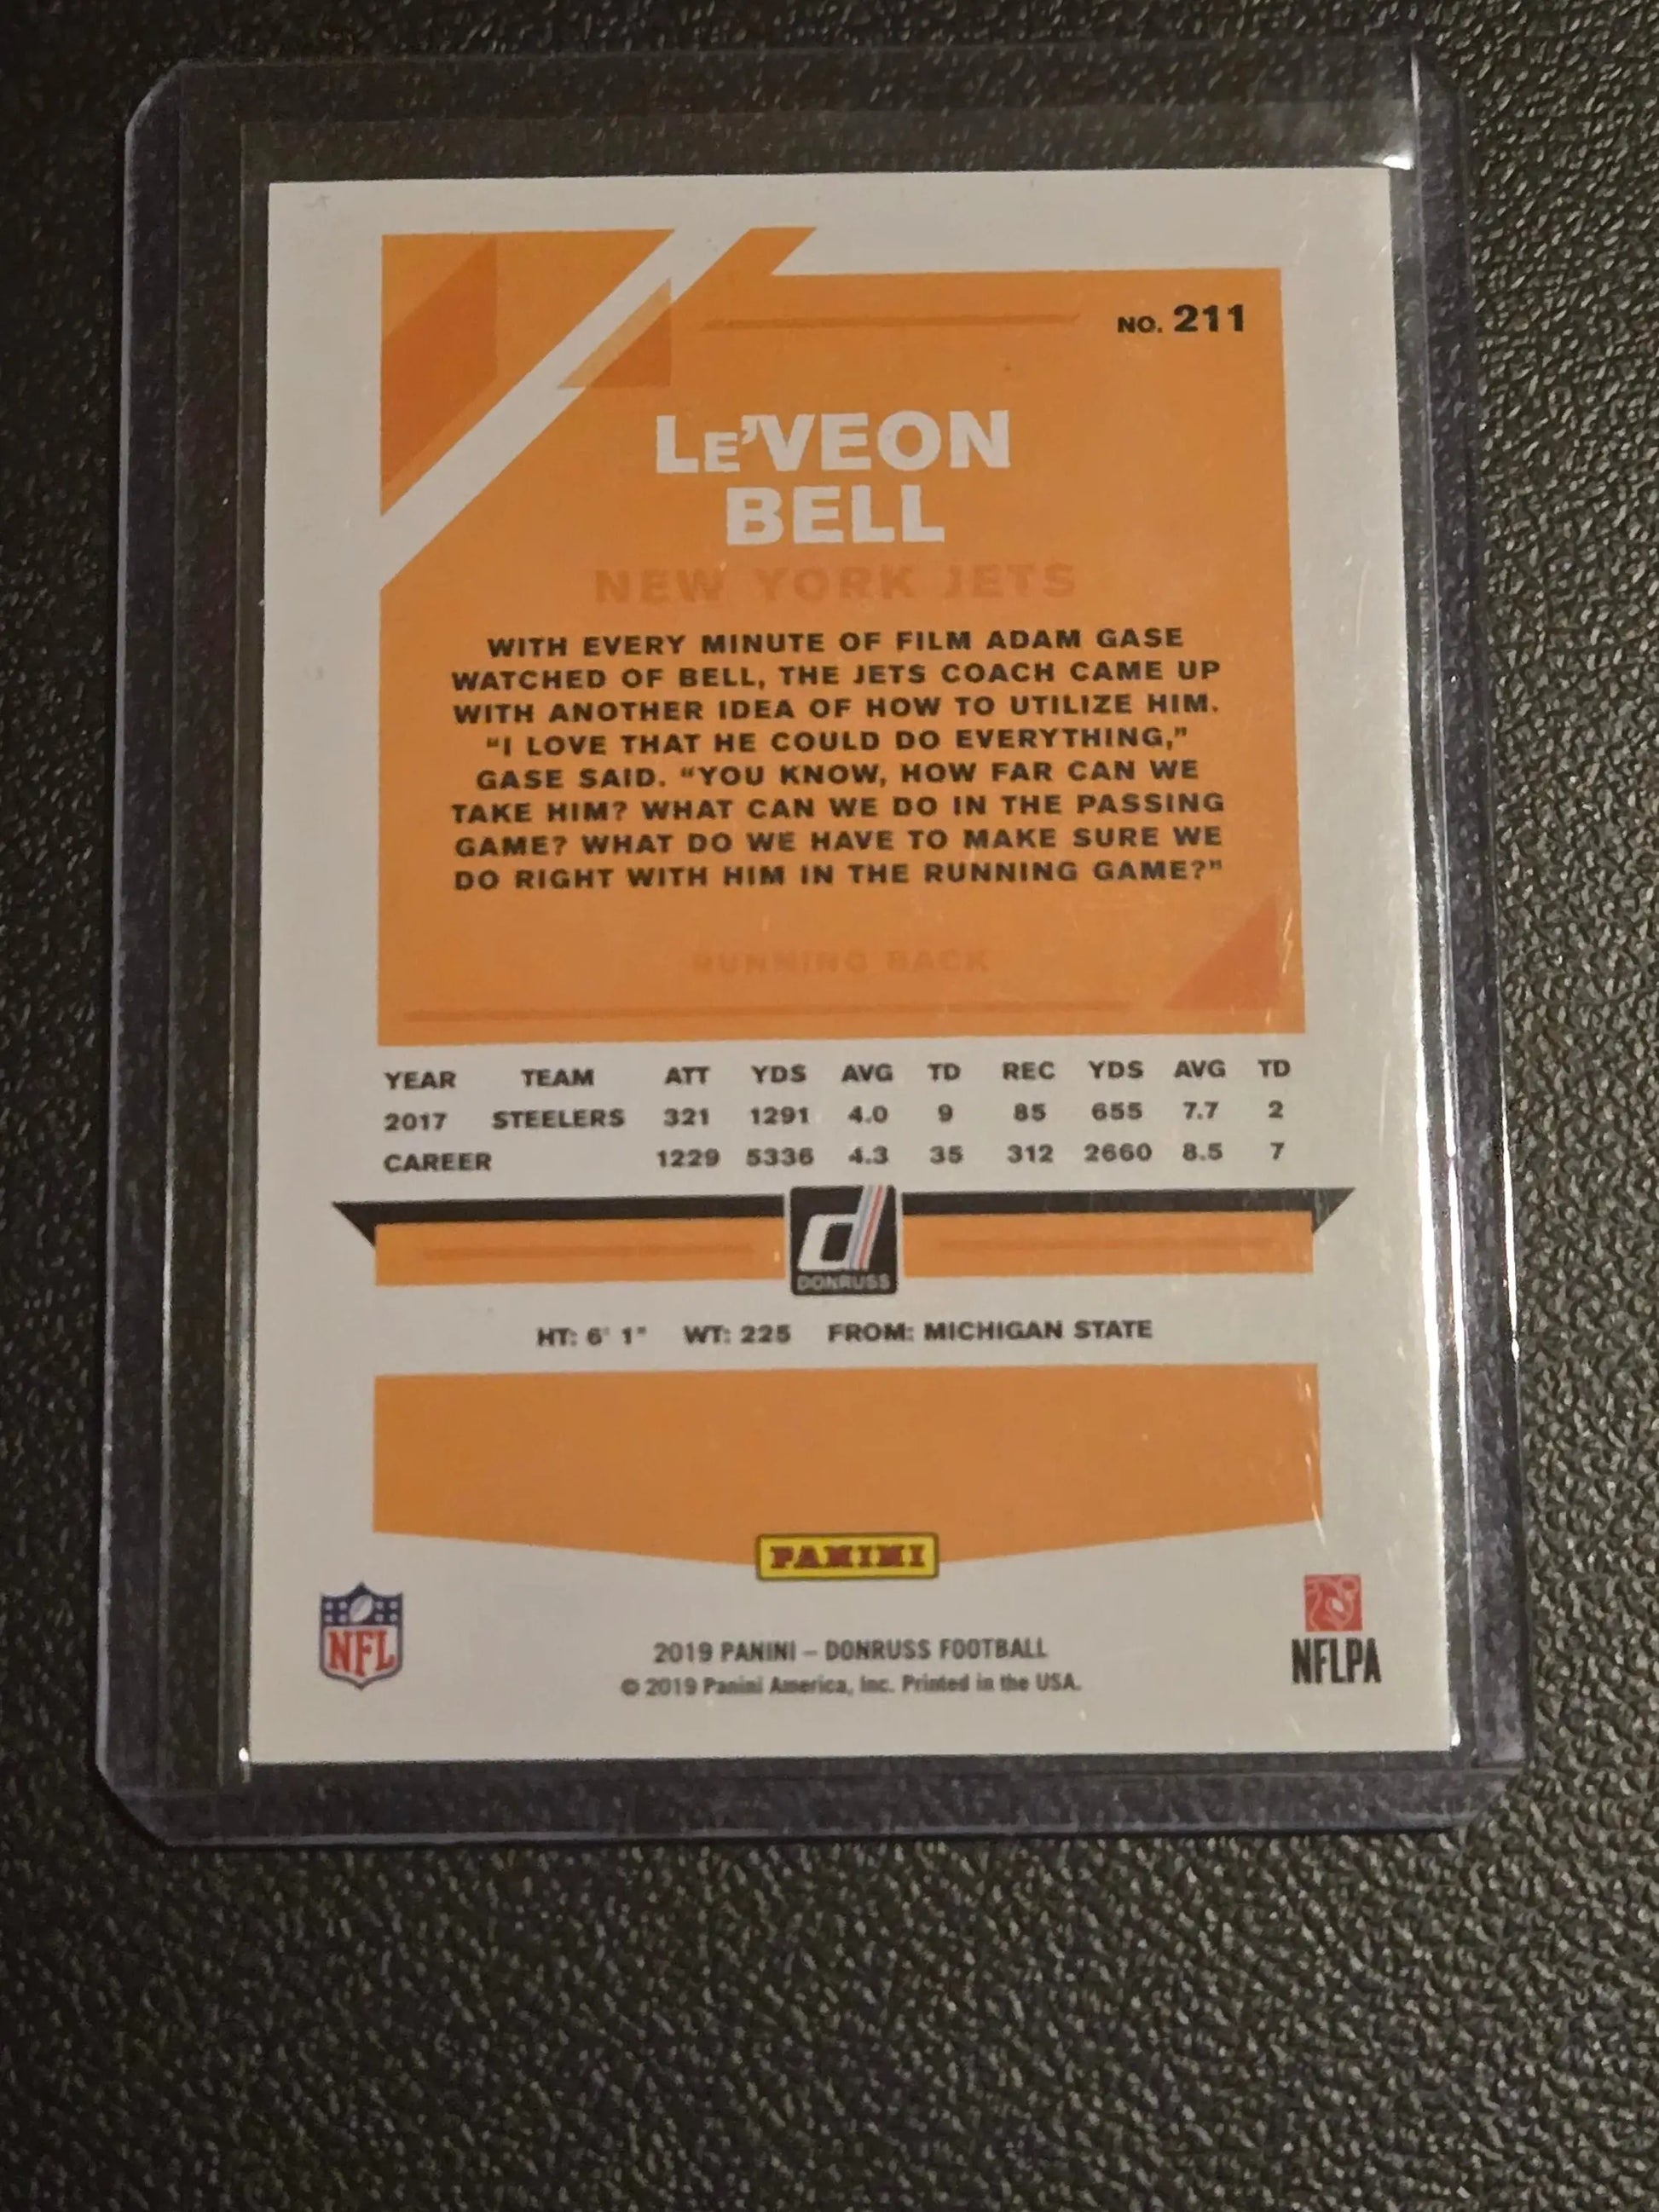 NO. 211
Le'VEON
BELL
NEW YORK JETS
WITH EVERY MINUTE OF FILM ADAM GASE
WATCHED OF BELL, THE JETS COACH CAME UP
WITH ANOTHER IDEA OF HOW TO UTILIZE HIM.
“I LOVE THAT HE COULD DO EVERYTHING,”
GASE SAID. “YOU KNOW, HOW FAR CAN WE
TAKE HIM? WHAT CAN WE DO IN THE PASSING
GAME? WHAT DO WE HAVE TO MAKE SURE WE
DO RIGHT WITH HIM IN THE RUNNING GAME?”
RUNNING BACK
YEAR TEAM ATT YDS AVG TD REC YDS AVG TD
2017 STEELERS 321 1291 4.0 9 85 655 7.7 2
CAREER 1229 5336 4.3 35 312 2660 8.5 7
d
DONRUSS
HT: 6' 1" WT: 225 FROM: MICHIGAN STATE
PANINI
NFL
2019 PANINI – DONRUSS FOOTBALL
© 2019 Panini America, Inc. Printed in the USA.
NFLPA